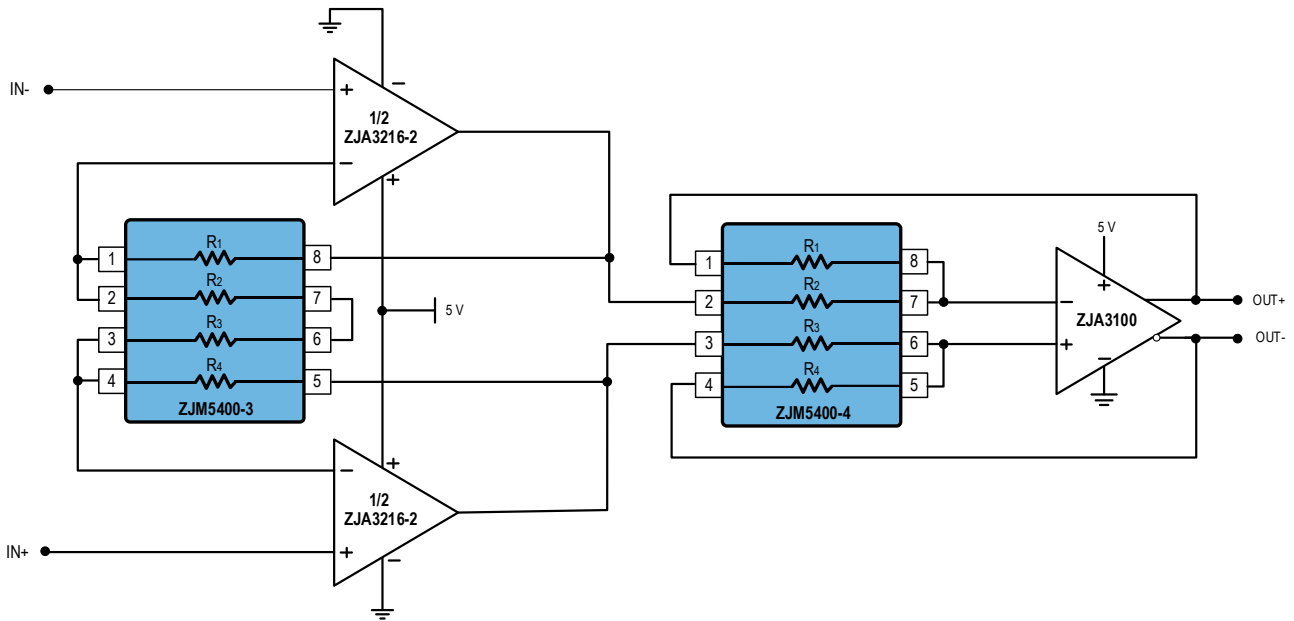 IN-
+
−
1/2
ZJA3216-2
−
+
1
2
3
4
R1
R2
R3
R4
8
7
6
5
ZJM5400-3
5 V
−
+
1/2
ZJA3216-2
+
−
IN+
1
2
3
4
R1
R2
R3
R4
8
7
6
5
ZJM5400-4
5 V
+
−
ZJA3100
+
−
OUT+
OUT-